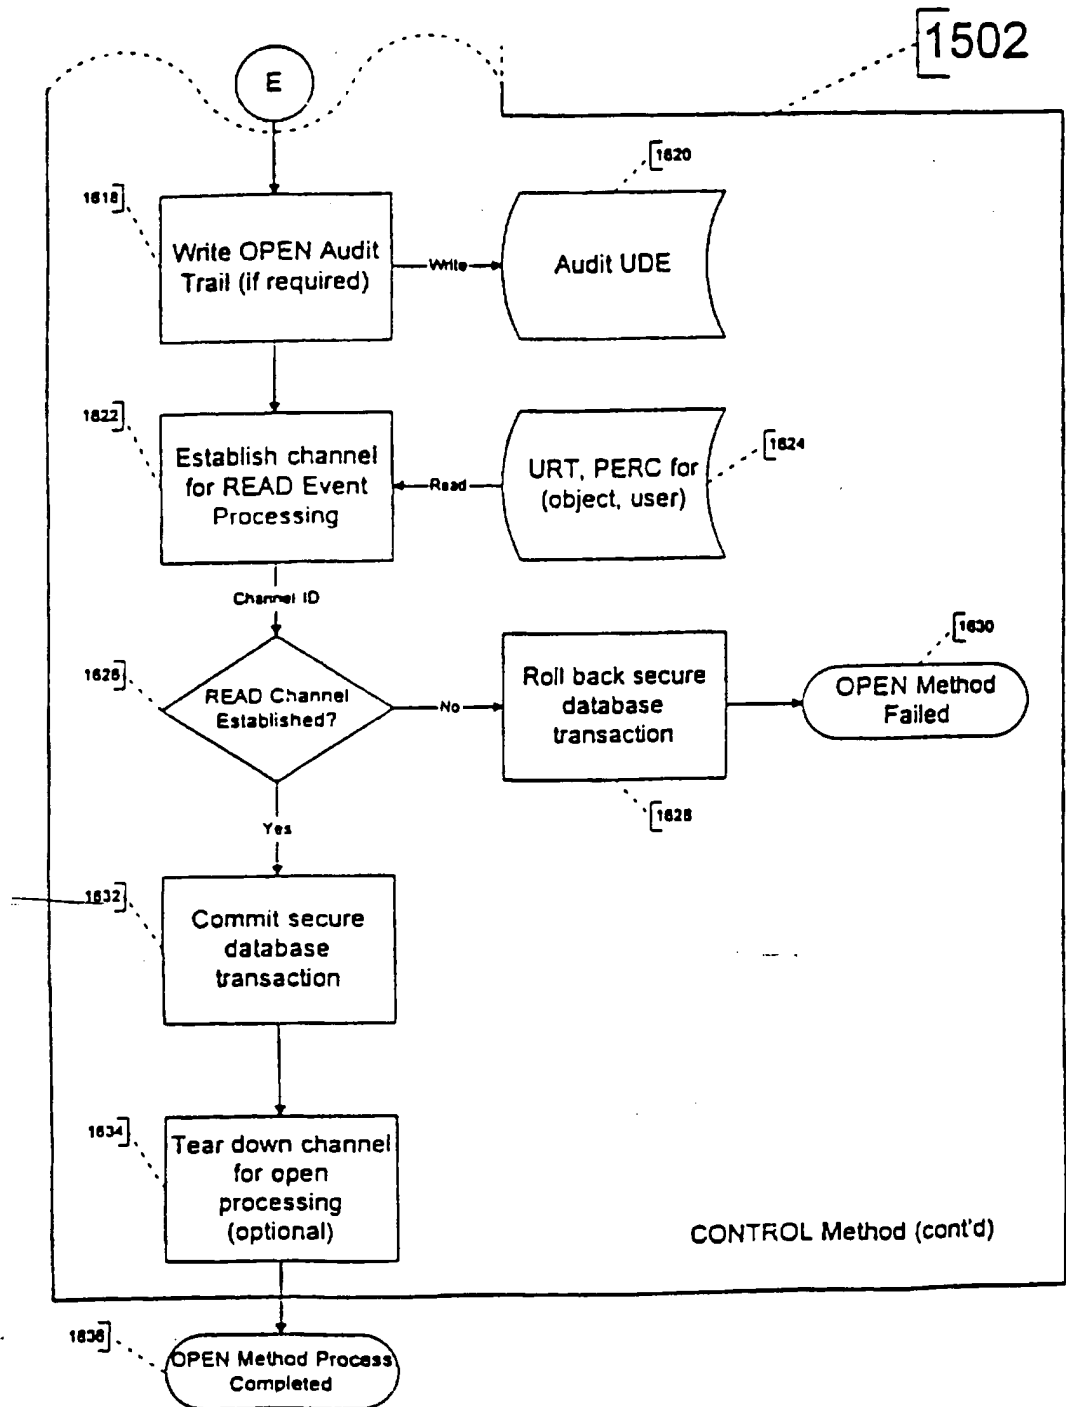 1502
E
1620
1618
Write OPEN Audit
Trail (if required)
Write
Audit UDE
1622
Establish channel
for READ Event
Processing
Read
URT, PERC for
(object, user)
1624
Channel ID
1626
READ Channel
Established?
No
Roll back secure
database
transaction
1628
1630
OPEN Method
Failed
Yes
1632
Commit secure
database
transaction
1634
Tear down channel
for open
processing
(optional)
CONTROL Method (cont'd)
1636
OPEN Method Process
Completed